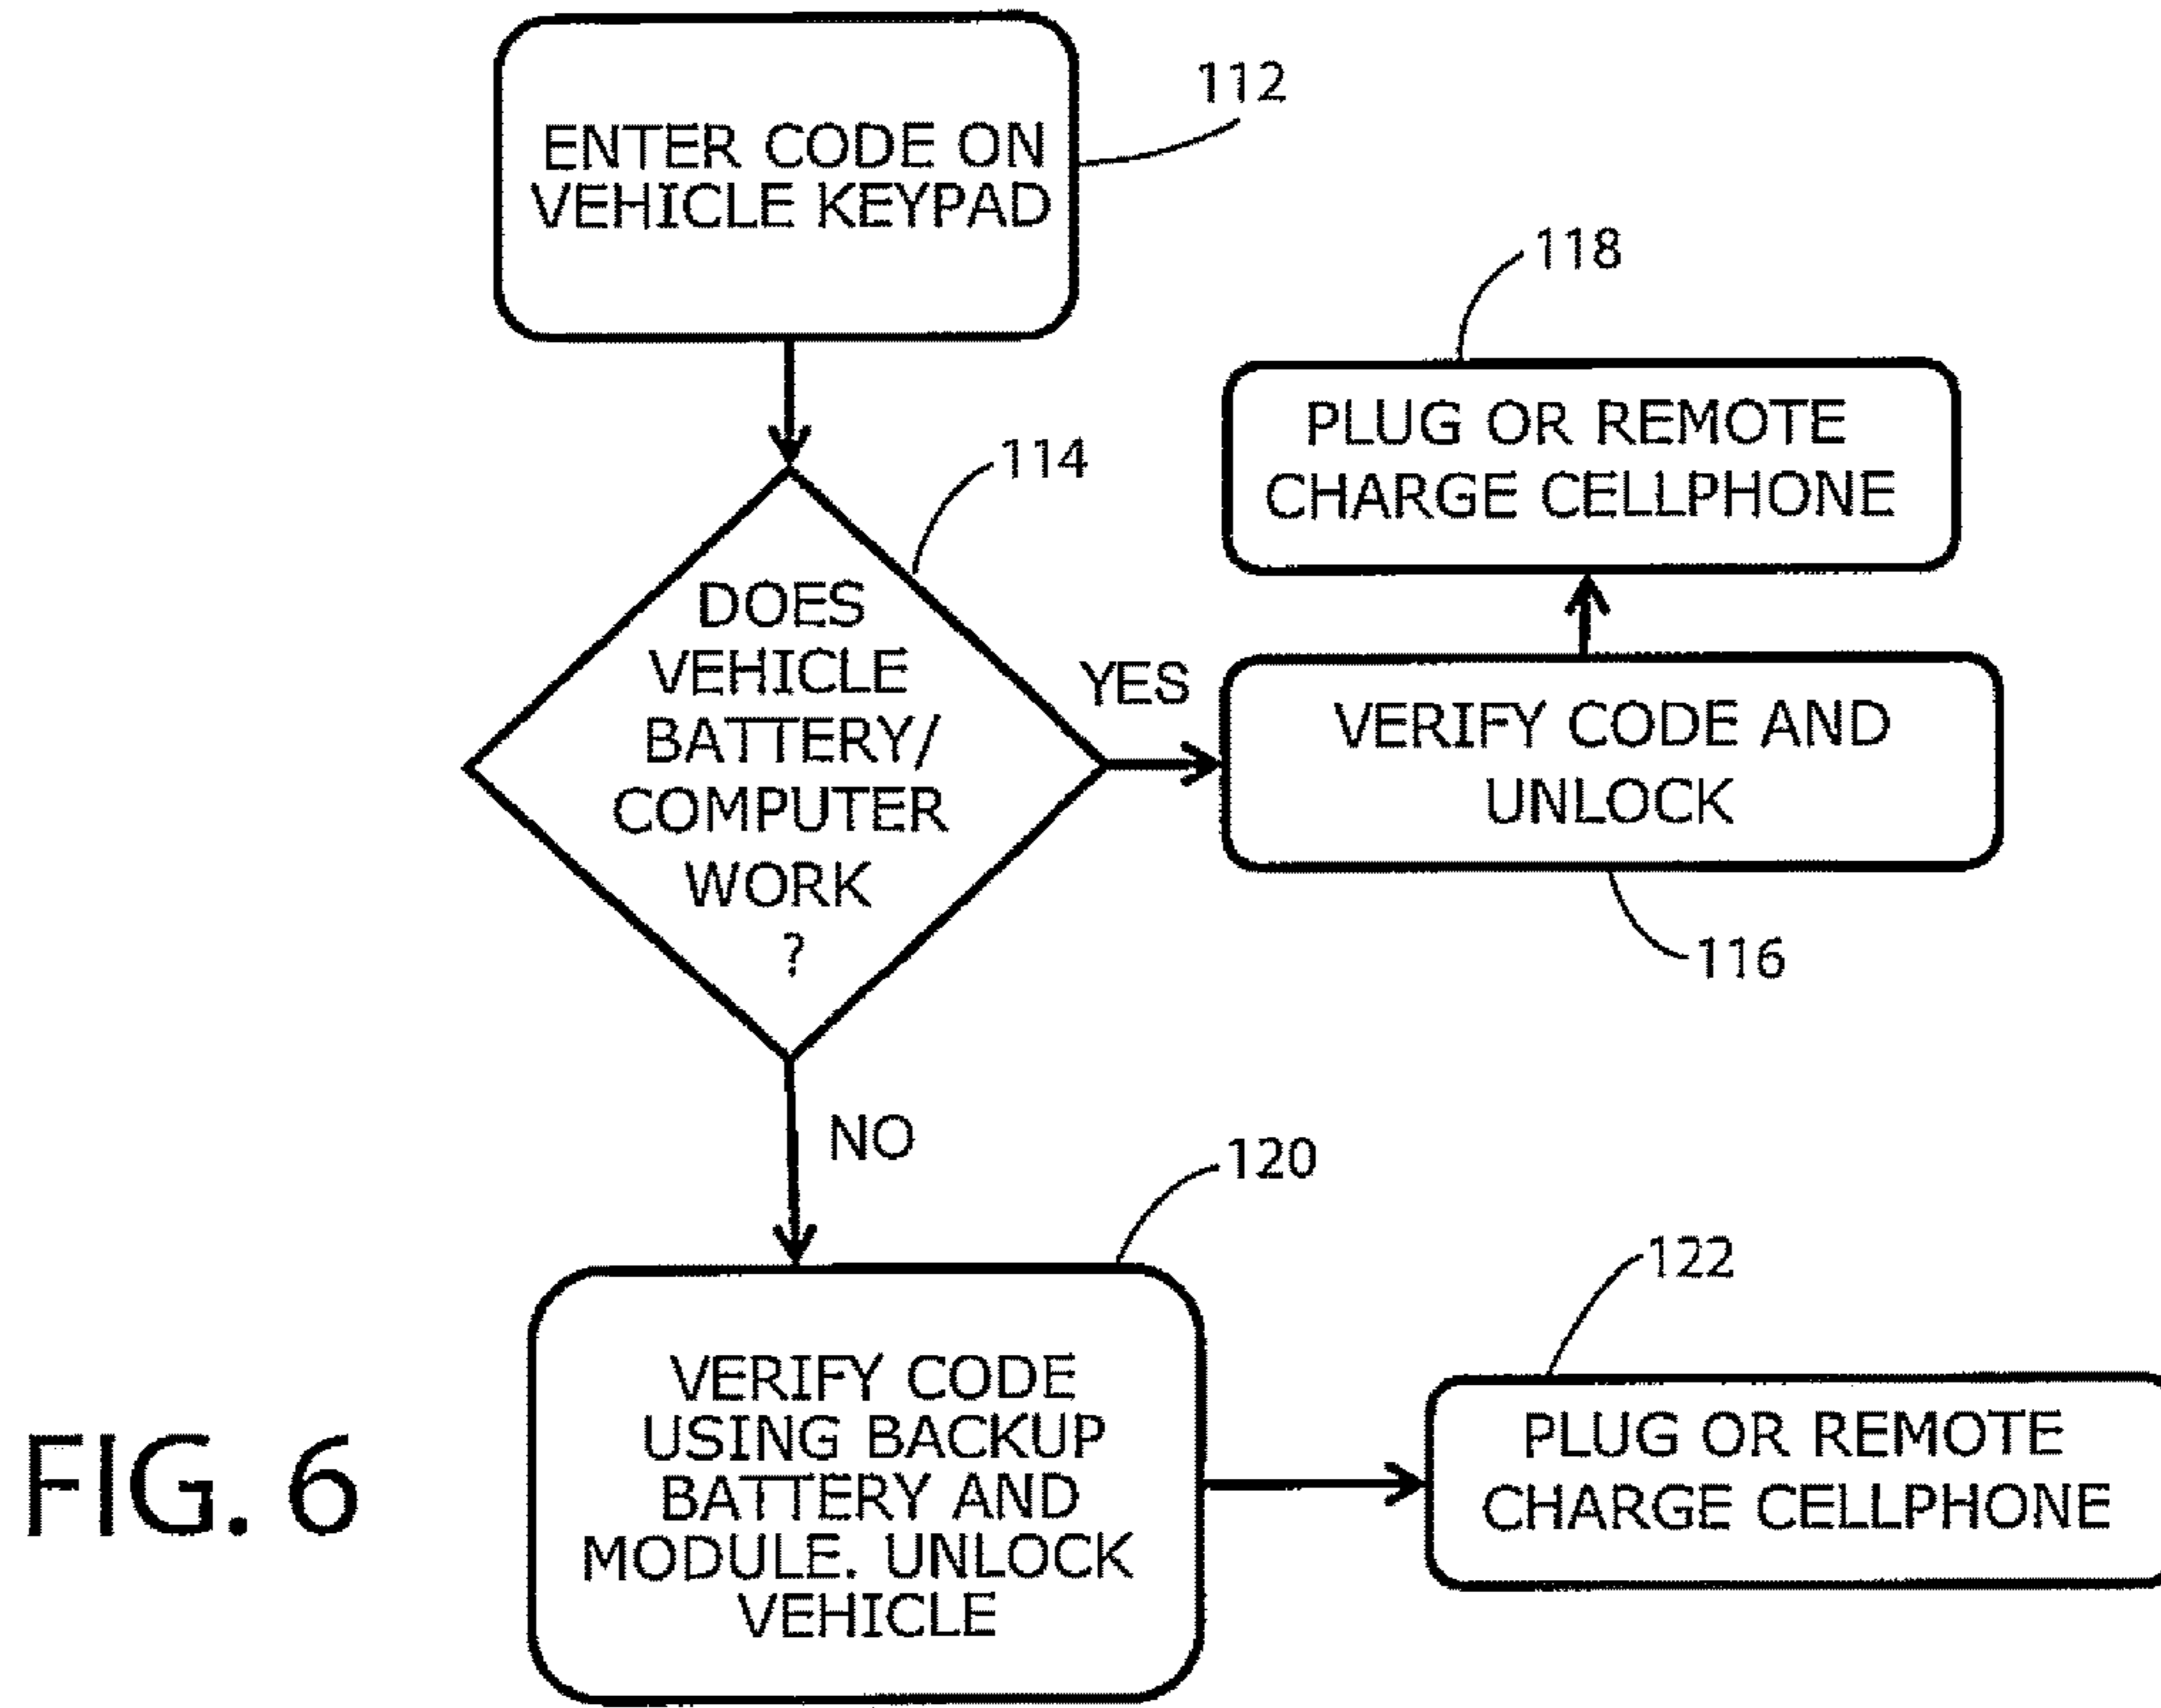 ENTER CODE ON
VEHICLE KEYPAD
112
118
PLUG OR REMOTE
CHARGE CELLPHONE
114
DOES
VEHICLE
BATTERY/
COMPUTER
WORK
?
YES
VERIFY CODE AND
UNLOCK
116
NO
120
122
VERIFY CODE
USING BACKUP
BATTERY AND
MODULE. UNLOCK
VEHICLE
PLUG OR REMOTE
CHARGE CELLPHONE
FIG. 6